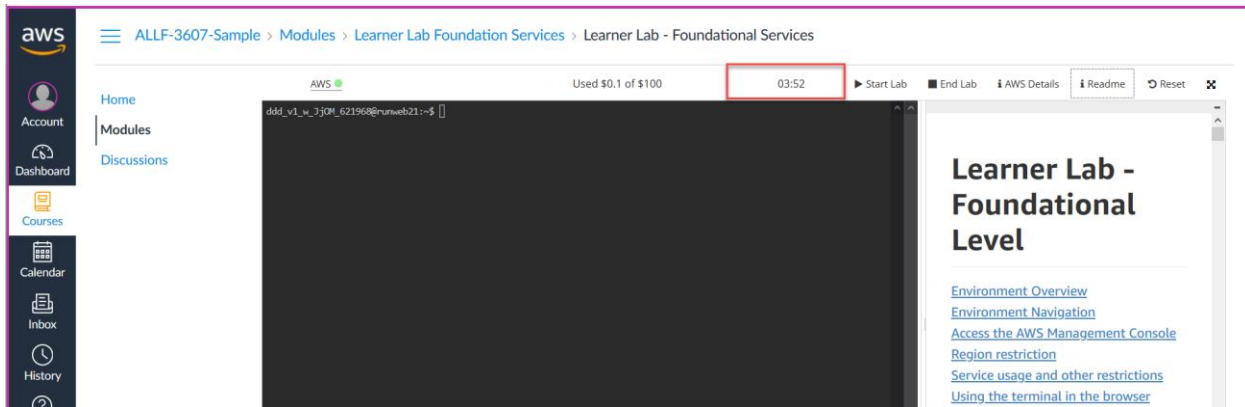 aws
ALLF-3607-Sample > Modules > Learner Lab Foundation Services > Learner Lab - Foundational Services
Account
Dashboard
Courses
Calendar
Inbox
History
Home
Modules
Discussions
AWS
Used $0.1 of $100
03:52
Start Lab
End Lab
i AWS Details
i Readme
Reset
ddd_v1_w_JjOM_621968@runweb21:~$
Learner Lab -
Foundational
Level
Environment Overview
Environment Navigation
Access the AWS Management Console
Region restriction
Service usage and other restrictions
Using the terminal in the browser